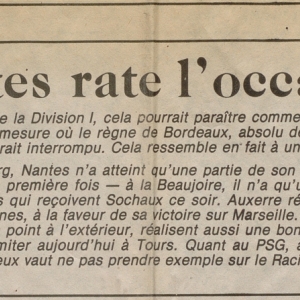 tes rate l'occa
e la Division I, cela pourrait paraître comme
mesure où le règne de Bordeaux, absolu de
rait interrompu. Cela ressemble en fait à un
rg, Nantes n'a atteint qu'une partie de son
première fois — à la Beaujoire, il n'a qu'u
s qui reçoivent Sochaux ce soir. Auxerre ré
nes, à la faveur de sa victoire sur Marseille.
point à l'extérieur, réalisent aussi une bon
miter aujourd'hui à Tours. Quant au PSG, a
eux vaut ne pas prendre exemple sur le Raci